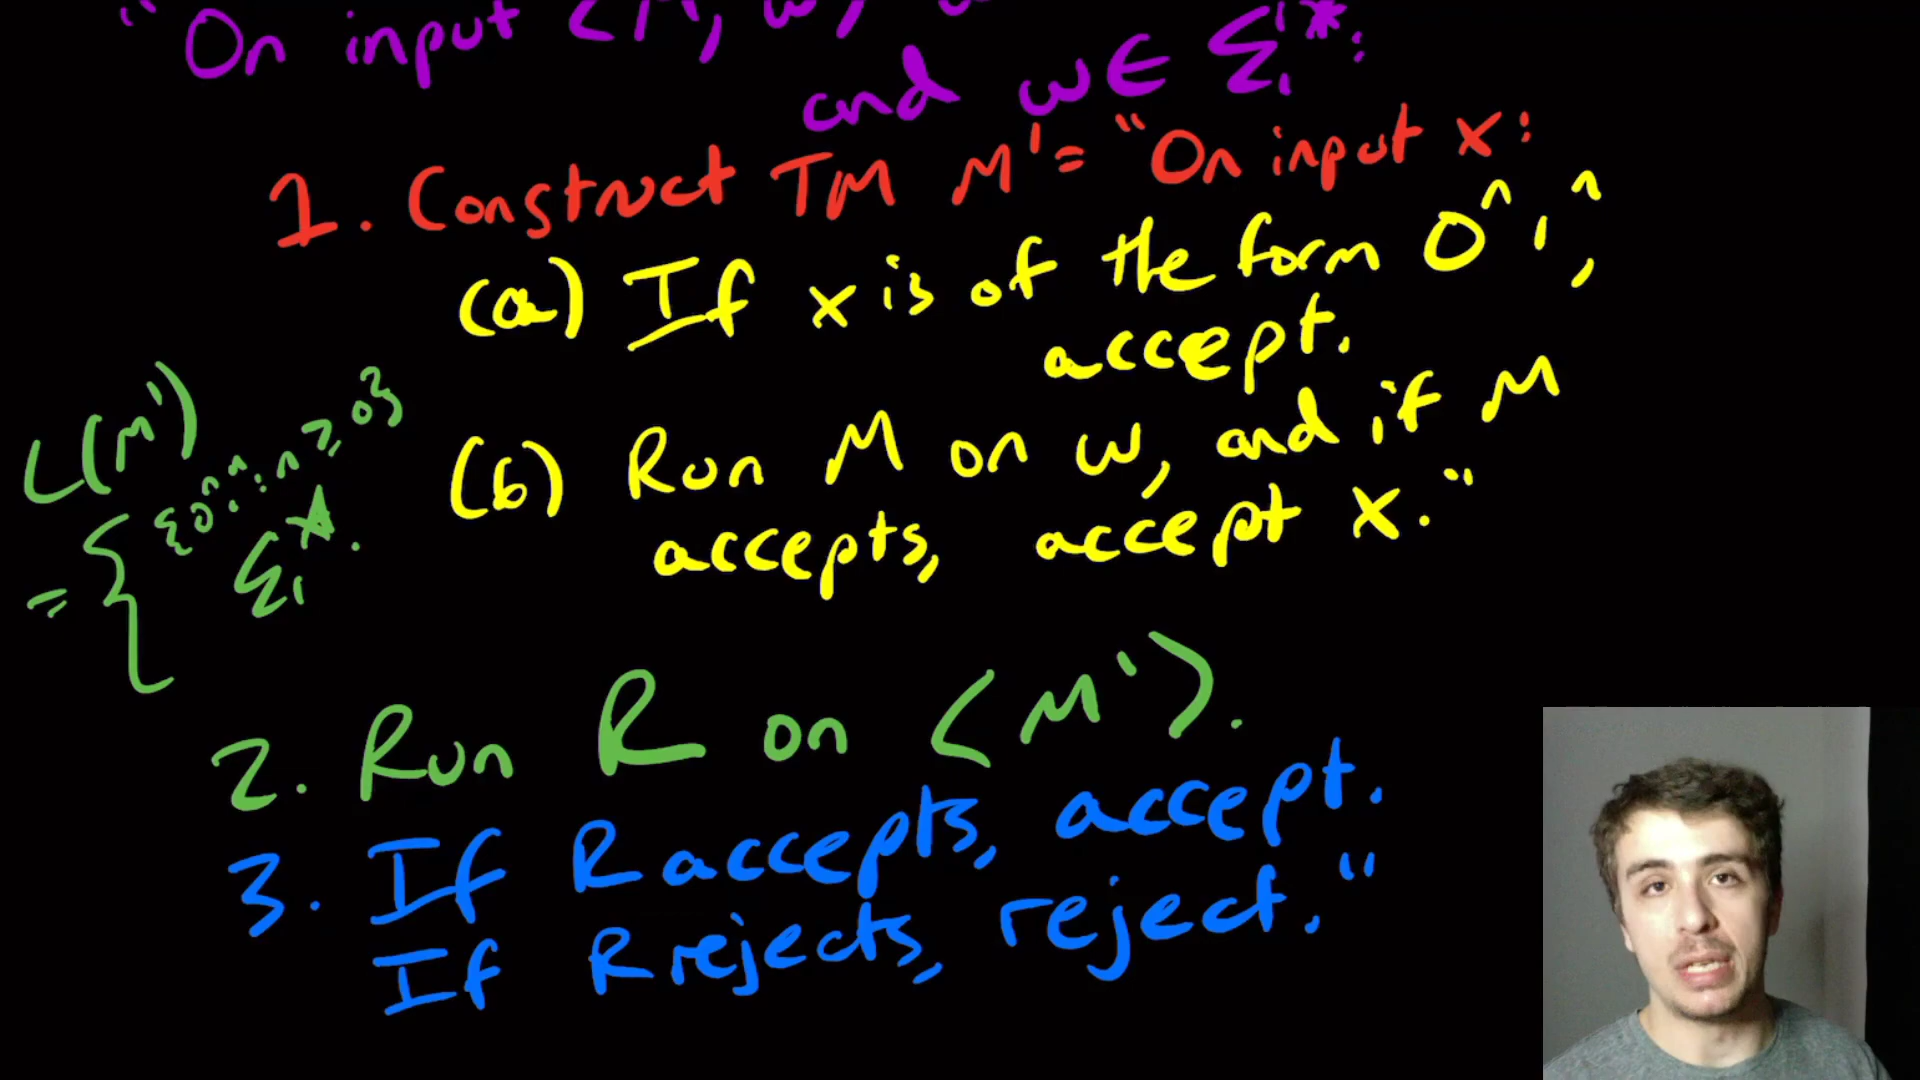 "On input ⟨M, w⟩
and w ∈ Σ₁*:
1. Construct TM M' = "On input x:
(a) If x is of the form 0ⁿ1ⁿ,
accept.
(b) Run M on w, and if M
accepts, accept x."
L(M')
= { {0ⁿ1ⁿ : n ≥ 0}
Σ₁*.
2. Run R on ⟨M'⟩.
3. If R accepts, accept.
If R rejects, reject."